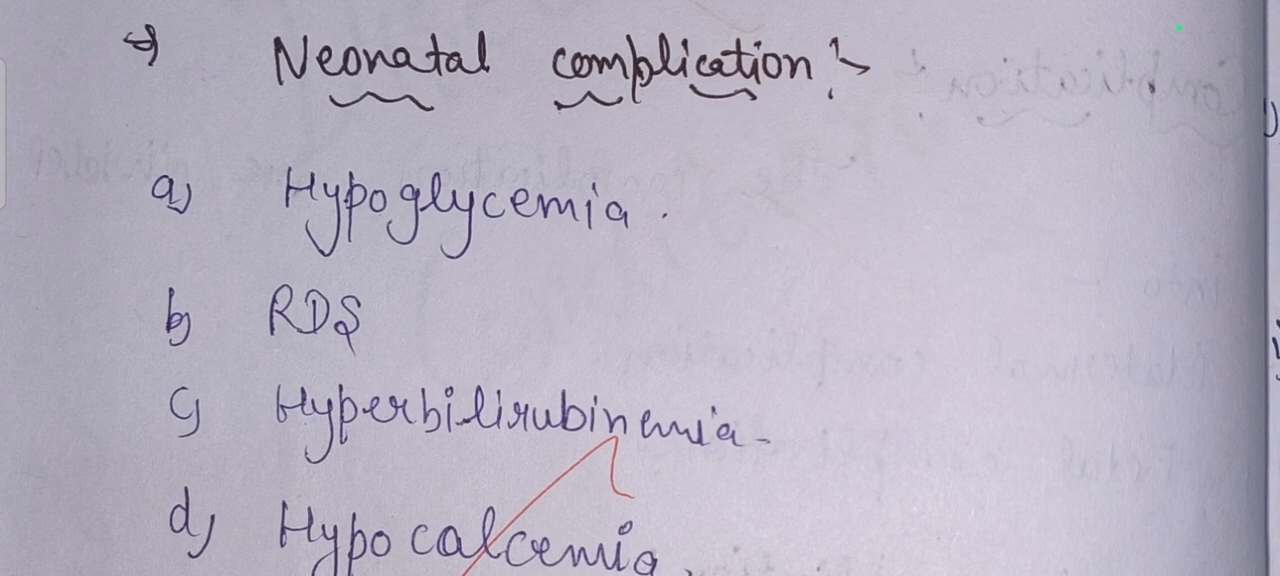 → Neonatal complication :-
a) Hypoglycemia.
b) RDS
c) Hyperbilirubinemia -
d) Hypocalcemia.